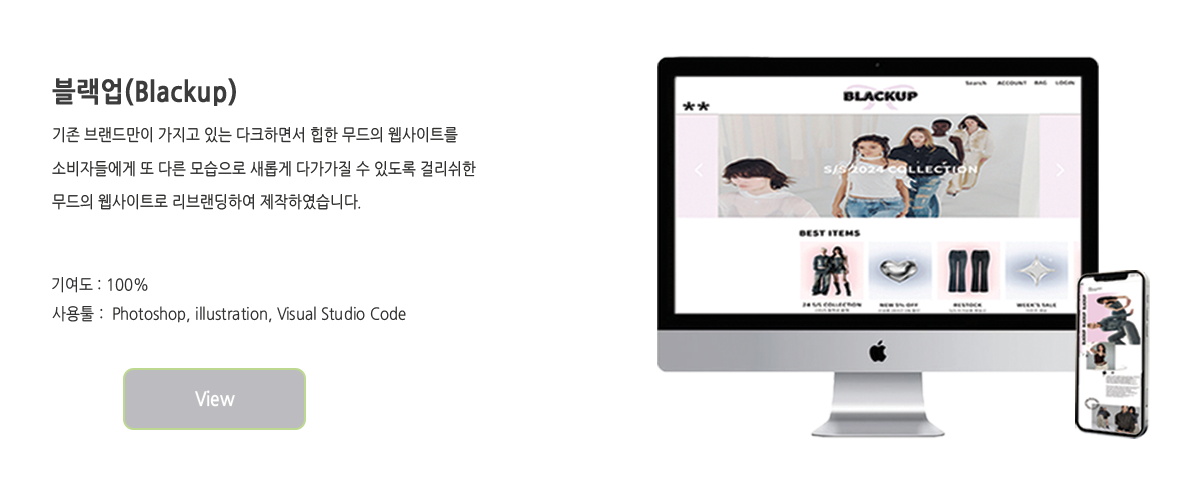 블랙업(Blackup)
기존 브랜드만이 가지고 있는 다크하면서 힙한 무드의 웹사이트를
소비자들에게 또 다른 모습으로 새롭게 다가가질 수 있도록 걸리쉬한
무드의 웹사이트로 리브랜딩하여 제작하였습니다.
기여도 : 100%
사용툴 : Photoshop, illustration, Visual Studio Code
View
Search ACCOUNT BAG LOGIN
**
BLACKUP
S/S 2024 COLLECTION
BEST ITEMS
24 S/S COLLECTION NEW 5% OFF RESTOCK WEEK'S SALE